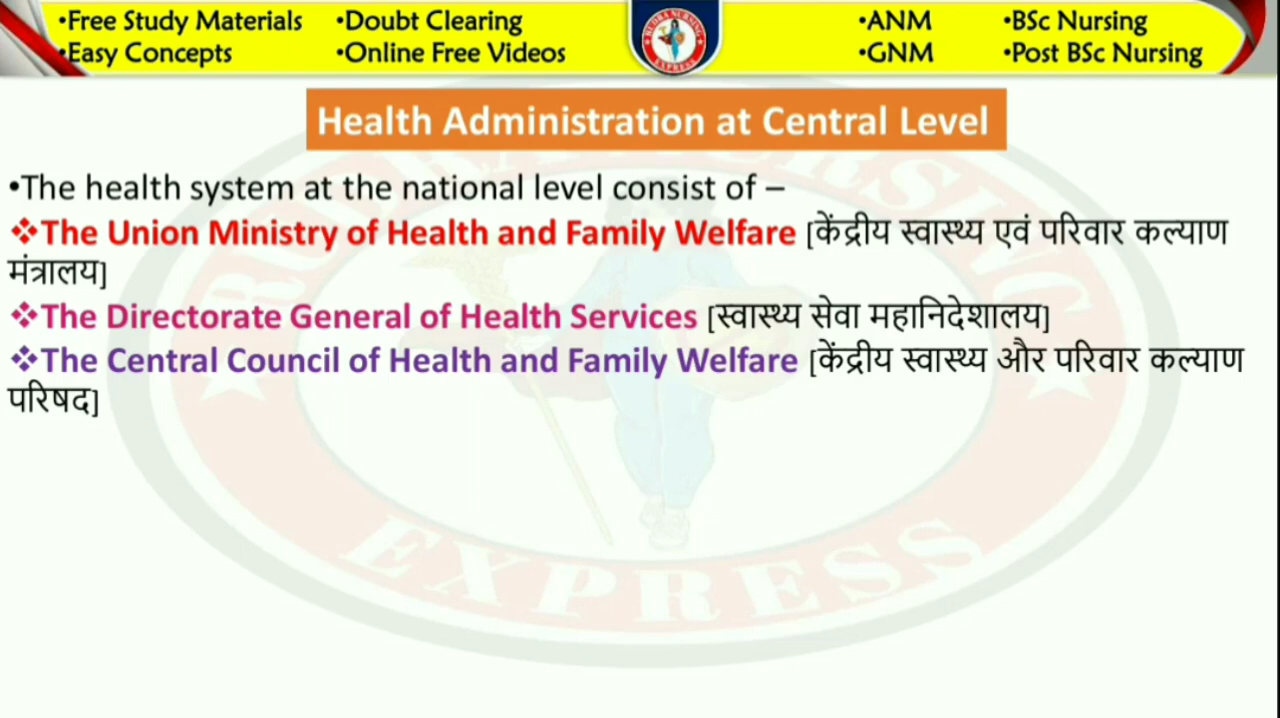 •Free Study Materials •Doubt Clearing •ANM •BSc Nursing
•Easy Concepts •Online Free Videos •GNM •Post BSc Nursing
RUDRA NURSING
EXPRESS
Health Administration at Central Level
•The health system at the national level consist of –
❖The Union Ministry of Health and Family Welfare [केंद्रीय स्वास्थ्य एवं परिवार कल्याण
मंत्रालय]
❖The Directorate General of Health Services [स्वास्थ्य सेवा महानिदेशालय]
❖The Central Council of Health and Family Welfare [केंद्रीय स्वास्थ्य और परिवार कल्याण
परिषद]
EXPRESS